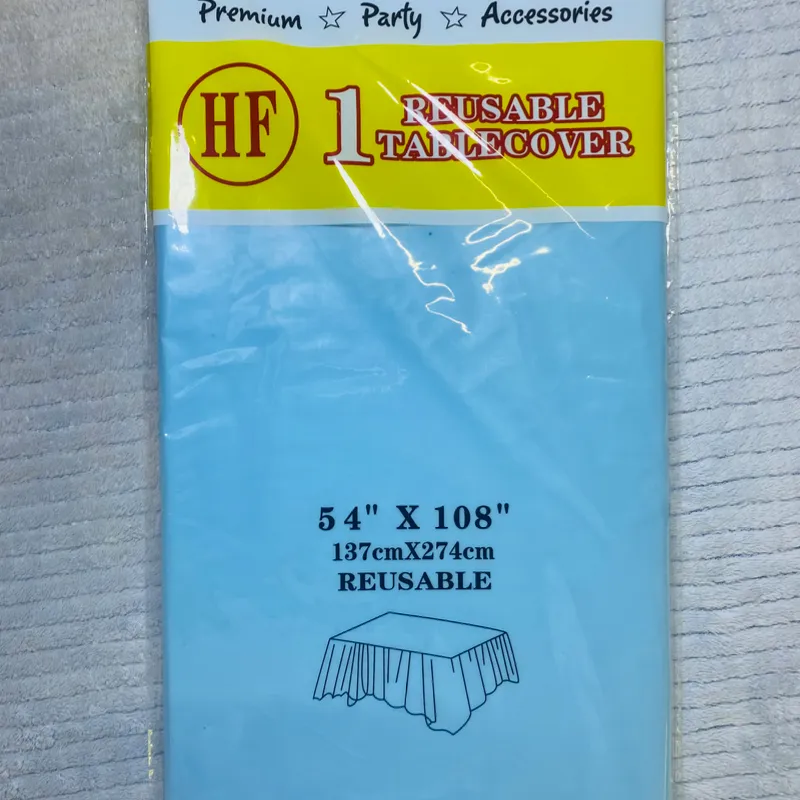 Premium ☆ Party ☆ Accessories
HF
1 REUSABLE
TABLECOVER
54" X 108"
137cmX274cm
REUSABLE